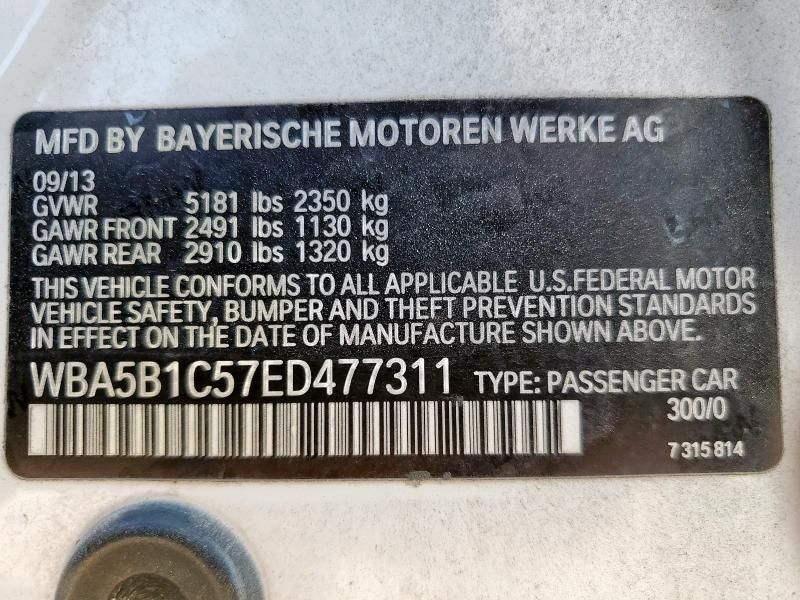 MFD BY BAYERISCHE MOTOREN WERKE AG
09/13
GVWR 5181 lbs 2350 kg
GAWR FRONT 2491 lbs 1130 kg
GAWR REAR 2910 lbs 1320 kg
THIS VEHICLE CONFORMS TO ALL APPLICABLE U.S.FEDERAL MOTOR
VEHICLE SAFETY, BUMPER AND THEFT PREVENTION STANDARDS
IN EFFECT ON THE DATE OF MANUFACTURE SHOWN ABOVE.
WBA5B1C57ED477311 TYPE: PASSENGER CAR
300/0
7 315 814